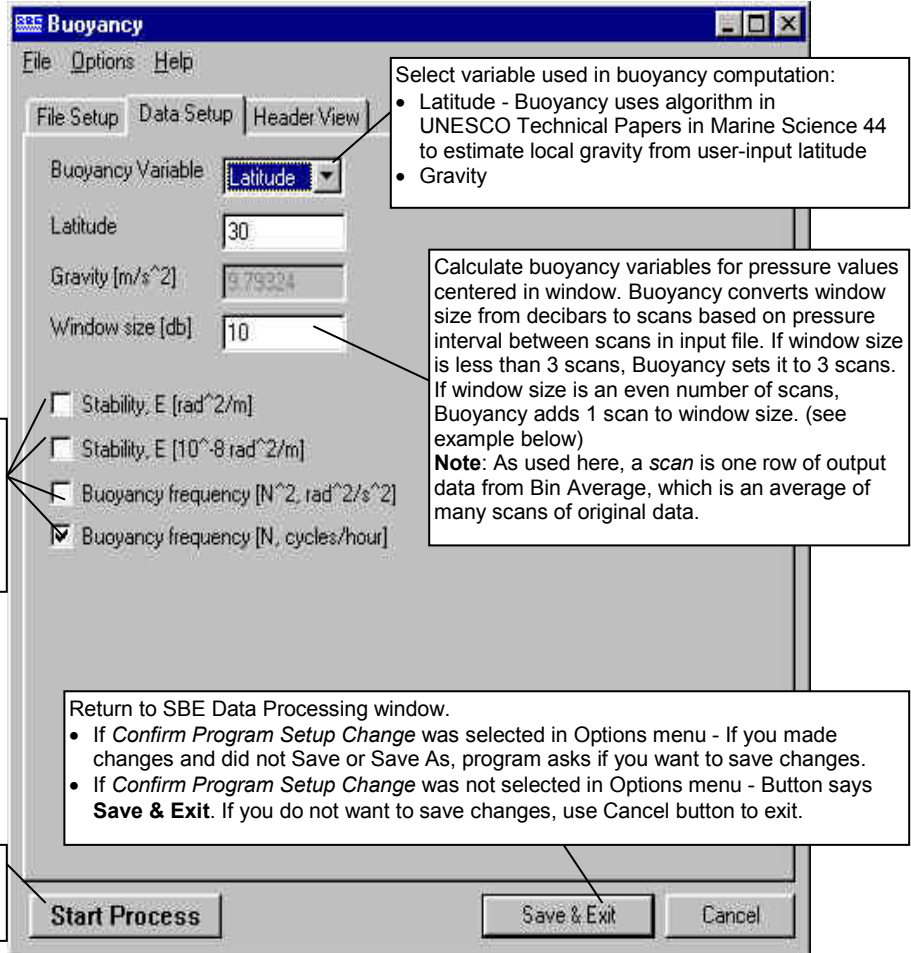 SBE Buoyancy
File Options Help
Select variable used in buoyancy computation:
• Latitude - Buoyancy uses algorithm in
UNESCO Technical Papers in Marine Science 44
to estimate local gravity from user-input latitude
• Gravity
File Setup Data Setup Header View
Buoyancy Variable Latitude
Latitude 30
Gravity [m/s^2] 9.79324
Window size [db] 10
Calculate buoyancy variables for pressure values
centered in window. Buoyancy converts window
size from decibars to scans based on pressure
interval between scans in input file. If window size
is less than 3 scans, Buoyancy sets it to 3 scans.
If window size is an even number of scans,
Buoyancy adds 1 scan to window size. (see
example below)
Note: As used here, a scan is one row of output
data from Bin Average, which is an average of
many scans of original data.
Stability, E [rad^2/m]
Stability, E [10^-8 rad^2/m]
Buoyancy frequency [N^2, rad^2/s^2]
Buoyancy frequency [N, cycles/hour]
Return to SBE Data Processing window.
• If Confirm Program Setup Change was selected in Options menu - If you made
changes and did not Save or Save As, program asks if you want to save changes.
• If Confirm Program Setup Change was not selected in Options menu - Button says
Save & Exit. If you do not want to save changes, use Cancel button to exit.
Start Process Save & Exit Cancel